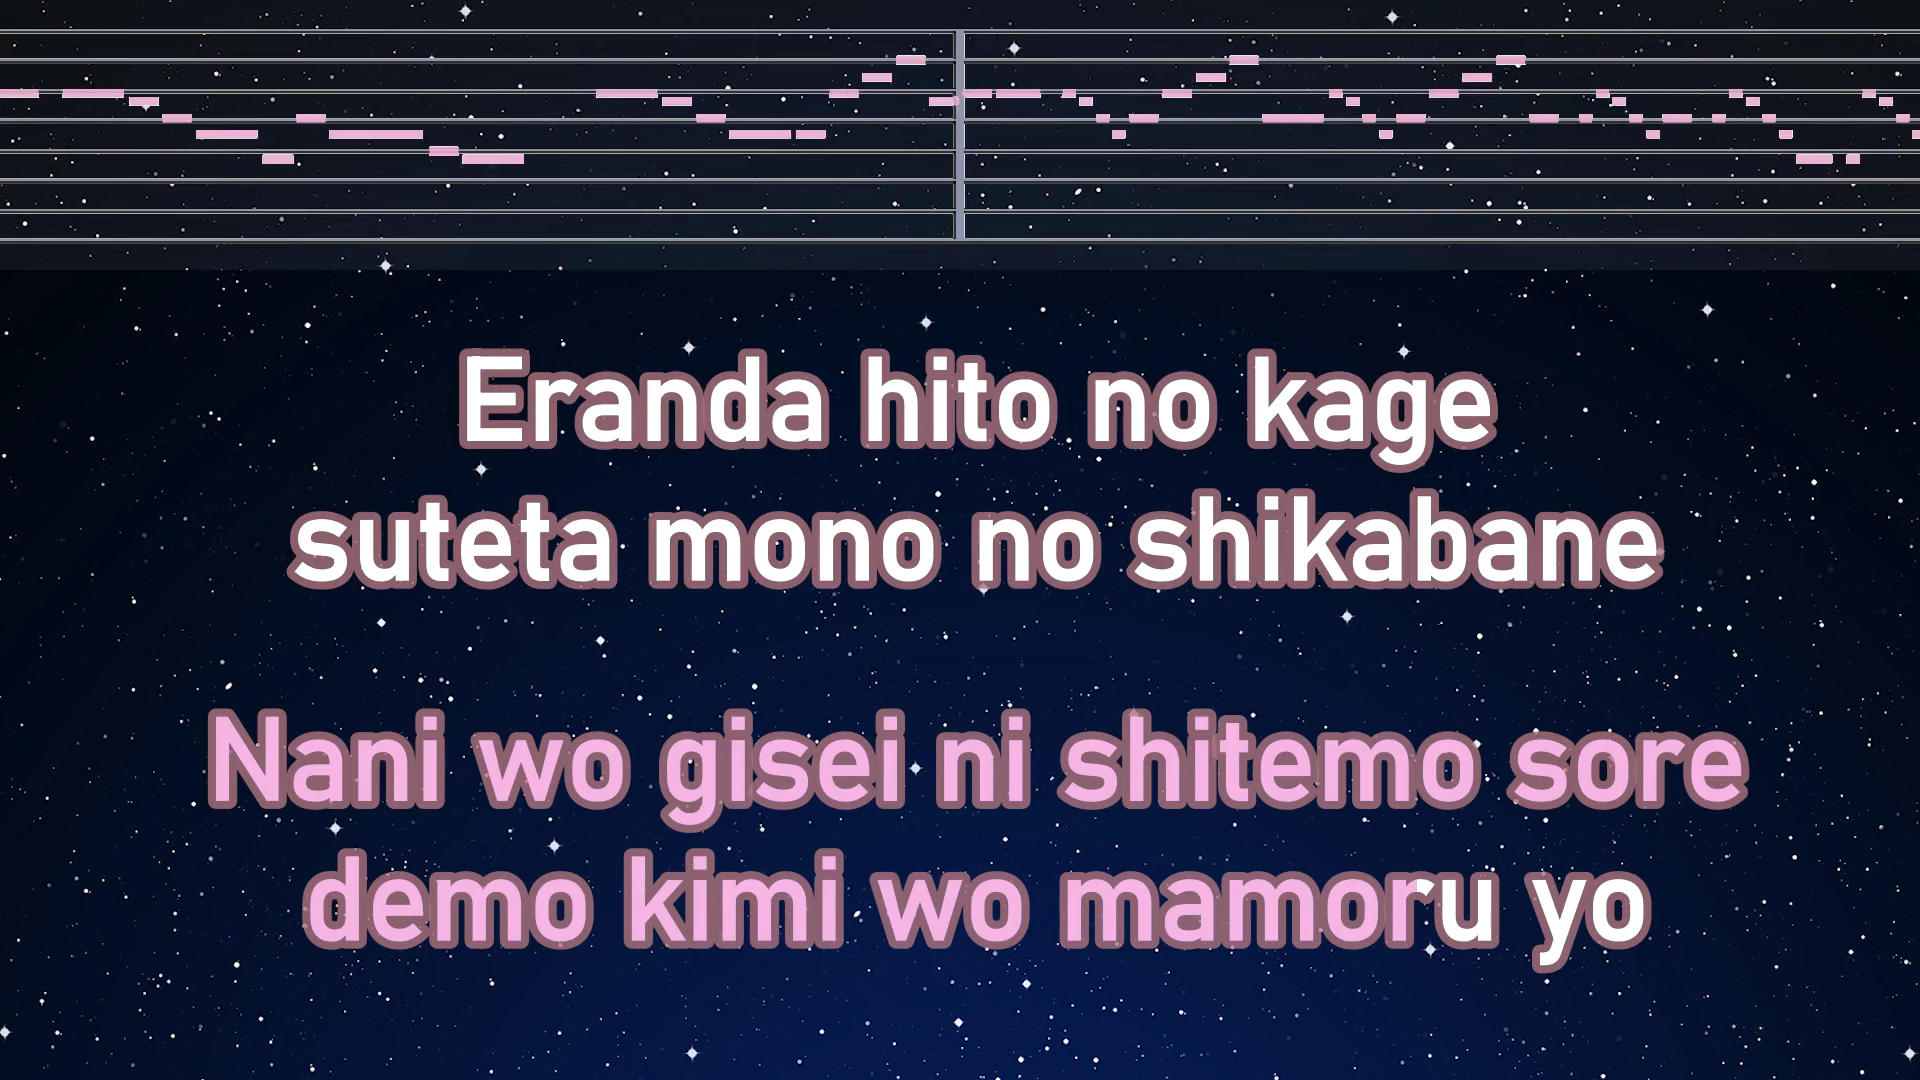 Eranda hito no kage
suteta mono no shikabane
Nani wo gisei ni shitemo sore
demo kimi wo mamoru yo